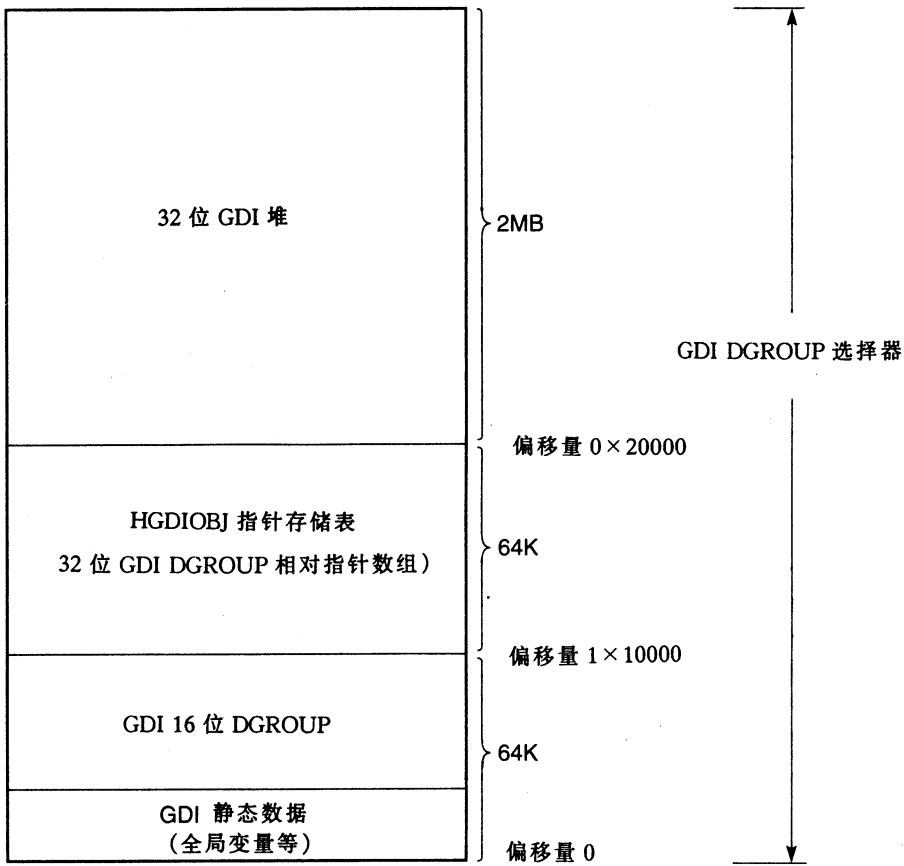 32 位 GDI 堆
2MB
GDI DGROUP 选择器
偏移量 0×20000
HGDIOBJ 指针存储表
32 位 GDI DGROUP 相对指针数组)
64K
偏移量 1×10000
GDI 16 位 DGROUP
64K
GDI 静态数据
(全局变量等)
偏移量 0